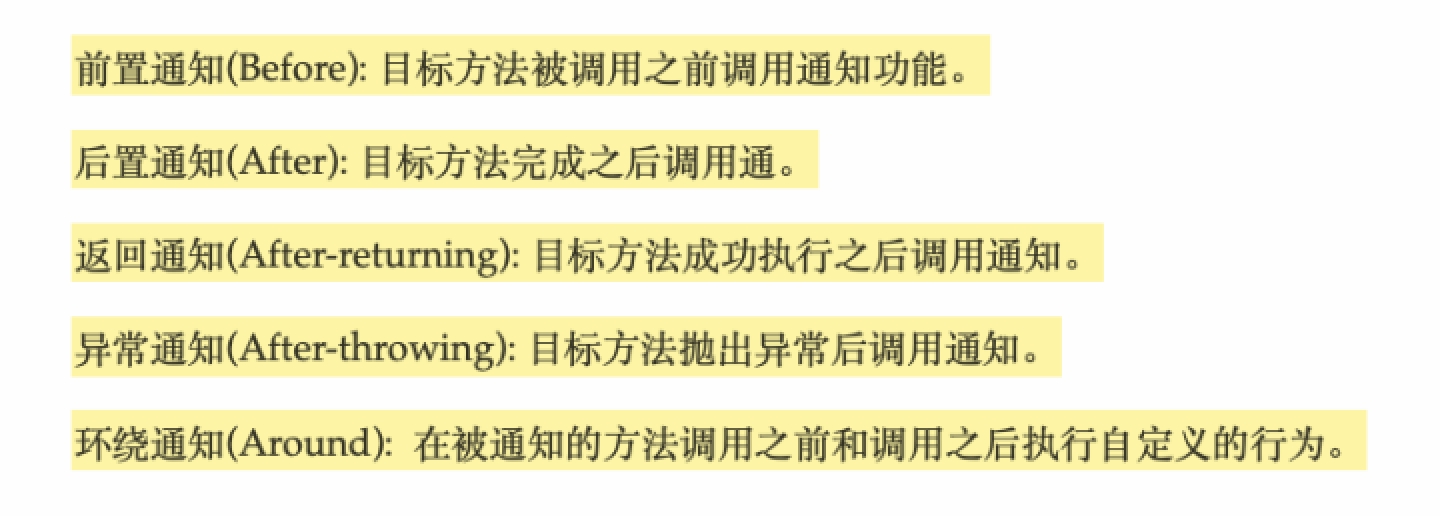 前置通知(Before): 目标方法被调用之前调用通知功能。
后置通知(After): 目标方法完成之后调用通。
返回通知(After-returning): 目标方法成功执行之后调用通知。
异常通知(After-throwing): 目标方法抛出异常后调用通知。
环绕通知(Around): 在被通知的方法调用之前和调用之后执行自定义的行为。